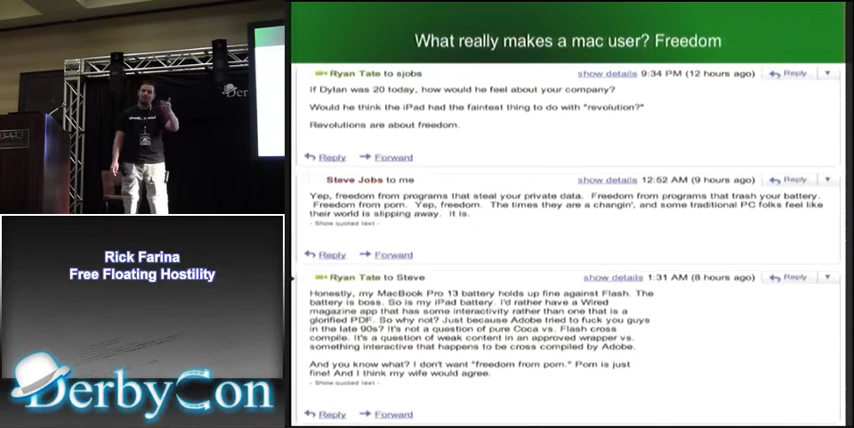 What really makes a mac user? Freedom
Ryan Tate to sjobs
show details 9:34 PM (12 hours ago)
Reply
If Dylan was 20 today, how would he feel about your company?
Would he think the iPad had the faintest thing to do with "revolution?"
Revolutions are about freedom.
Reply Forward
Steve Jobs to me
show details 12:52 AM (9 hours ago)
Reply
Yep, freedom from programs that steal your private data. Freedom from programs that trash your battery.
Freedom from porn. Yep, freedom. The times they are a changin', and some traditional PC folks feel like
their world is slipping away. It is.
- Show quoted text -
Reply Forward
Ryan Tate to Steve
show details 1:31 AM (8 hours ago)
Reply
Honestly, my MacBook Pro 13 battery holds up fine against Flash. The
battery is boss. So is my iPad battery. I'd rather have a Wired
magazine app that has some interactivity rather than one that is a
glorified PDF. So why not? Just because Adobe tried to fuck you guys
in the late 90s? It's not a question of pure Coca vs. Flash cross
compile. It's a question of weak content in an approved wrapper vs.
something interactive that happens to be cross compiled by Adobe.
And you know what? I don't want "freedom from porn." Porn is just
fine! And I think my wife would agree.
- Show quoted text -
Reply Forward
Rick Farina
Free Floating Hostility
DerbyCon